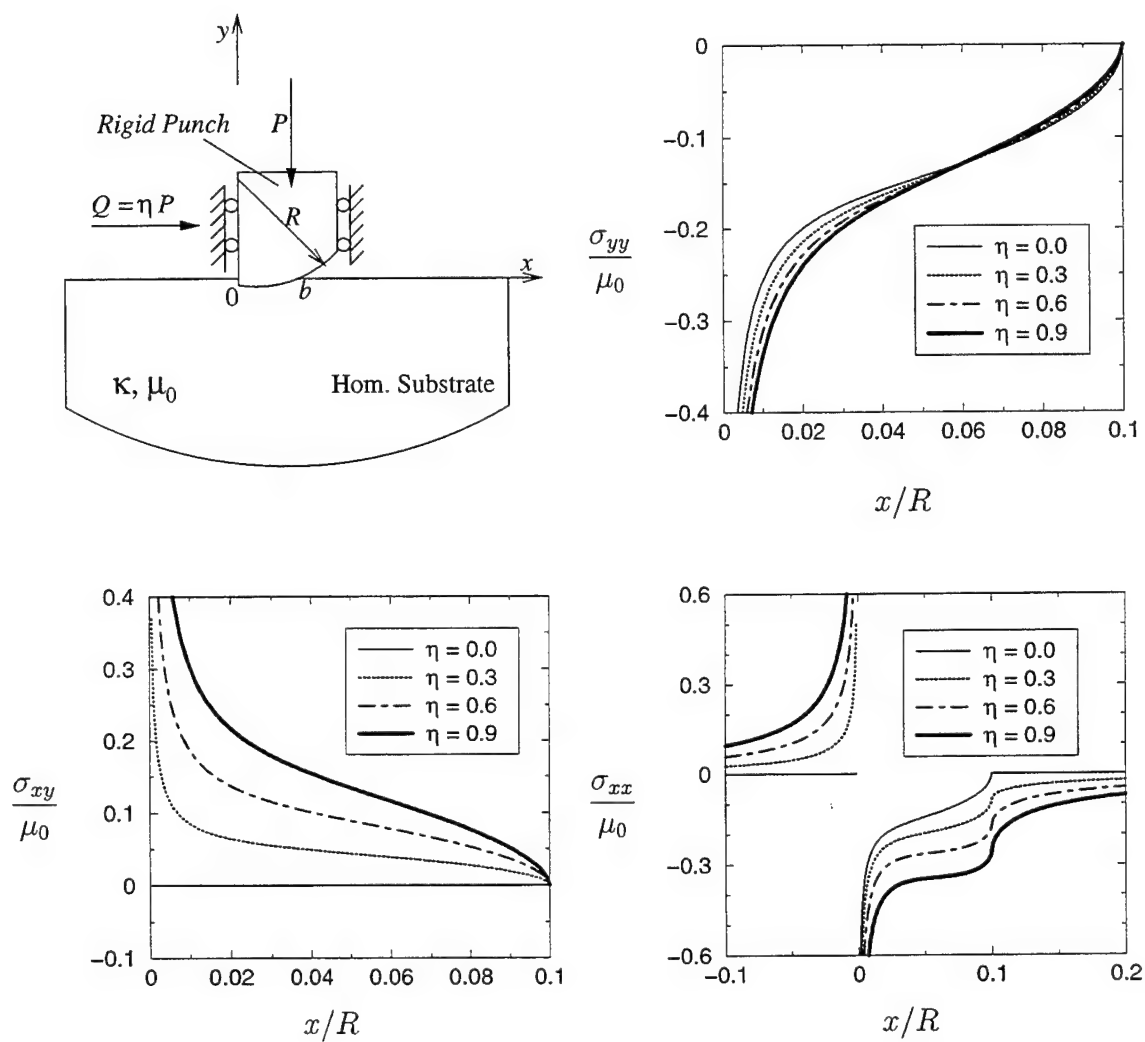 y
Rigid Punch
P
Q = η P
R
x
0
b
κ, μ₀
Hom. Substrate
0
−0.1
−0.2
−0.3
−0.4
σ_yy
μ₀
η = 0.0
η = 0.3
η = 0.6
η = 0.9
0 0.02 0.04 0.06 0.08 0.1
x/R
0.4
0.3
0.2
0.1
0
−0.1
σ_xy
μ₀
η = 0.0
η = 0.3
η = 0.6
η = 0.9
0 0.02 0.04 0.06 0.08 0.1
x/R
0.6
0.3
0
−0.3
−0.6
σ_xx
μ₀
η = 0.0
η = 0.3
η = 0.6
η = 0.9
−0.1 0 0.1 0.2
x/R